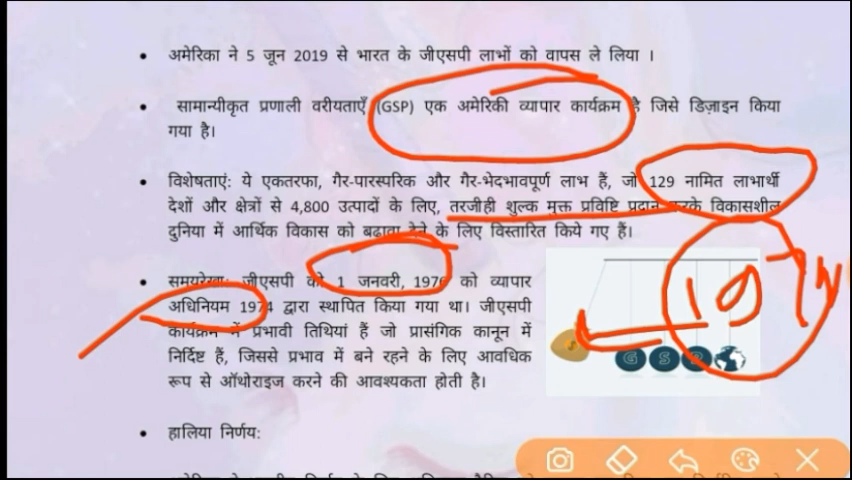 अमेरिका ने 5 जून 2019 से भारत के जीएसपी लाभों को वापस ले लिया ।
सामान्यीकृत प्रणाली वरीयताएँ (GSP) एक अमेरिकी व्यापार कार्यक्रम है जिसे डिज़ाइन किया
गया है।
विशेषताएं: ये एकतरफा, गैर-पारस्परिक और गैर-भेदभावपूर्ण लाभ हैं, जो 129 नामित लाभार्थी
देशों और क्षेत्रों से 4,800 उत्पादों के लिए, तरजीही शुल्क मुक्त प्रविष्टि प्रदान करके विकासशील
दुनिया में आर्थिक विकास को बढ़ावा देने के लिए विस्तारित किये गए हैं।
समयरेखा: जीएसपी को 1 जनवरी, 1976 को व्यापार
अधिनियम 1974 द्वारा स्थापित किया गया था। जीएसपी
कार्यक्रम में प्रभावी तिथियां हैं जो प्रासंगिक कानून में
निर्दिष्ट हैं, जिससे प्रभाव में बने रहने के लिए आवधिक
रूप से ऑथोराइज करने की आवश्यकता होती है।
1974
$ G S P
हालिया निर्णय: